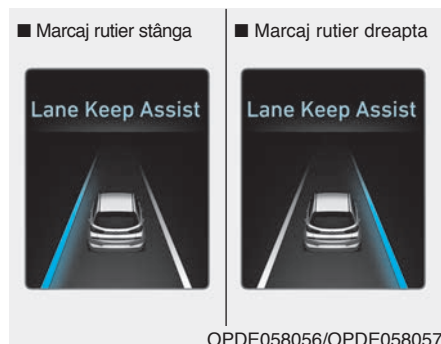 ■ Marcaj rutier stânga
■ Marcaj rutier dreapta
Lane Keep Assist
Lane Keep Assist
OPDE058056/OPDE058057